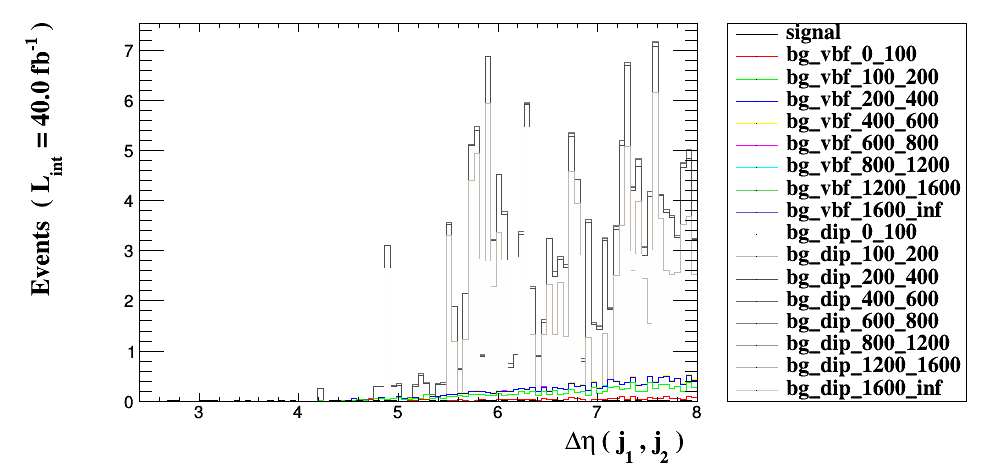 Events ( L_int = 40.0 fb^-1 )
7
6
5
4
3
2
1
0
3 4 5 6 7 8
Δη ( j_1 , j_2 )
signal
bg_vbf_0_100
bg_vbf_100_200
bg_vbf_200_400
bg_vbf_400_600
bg_vbf_600_800
bg_vbf_800_1200
bg_vbf_1200_1600
bg_vbf_1600_inf
bg_dip_0_100
bg_dip_100_200
bg_dip_200_400
bg_dip_400_600
bg_dip_600_800
bg_dip_800_1200
bg_dip_1200_1600
bg_dip_1600_inf